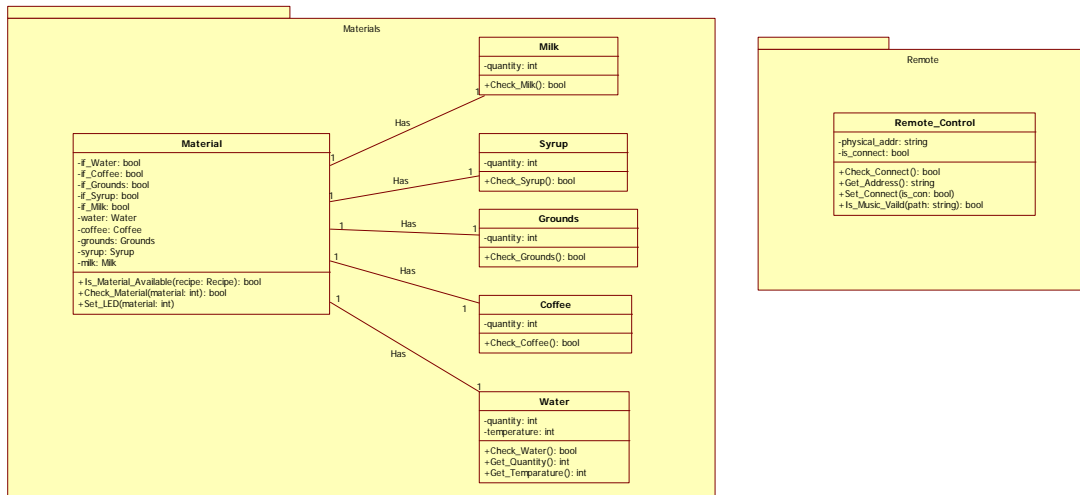 Materials
Milk
-quantity: int
+Check_Milk(): bool
1
Has
1
Material
-if_Water: bool
-if_Coffee: bool
-if_Grounds: bool
-if_Syrup: bool
-if_Milk: bool
-water: Water
-coffee: Coffee
-grounds: Grounds
-syrup: Syrup
-milk: Milk
+Is_Material_Available(recipe: Recipe): bool
+Check_Material(material: int): bool
+Set_LED(material: int)
Syrup
-quantity: int
+Check_Syrup(): bool
1
Has
1
Grounds
-quantity: int
+Check_Grounds(): bool
1
Has
1
Coffee
-quantity: int
+Check_Coffee(): bool
1
Has
1
Water
-quantity: int
-temperature: int
+Check_Water(): bool
+Get_Quantity(): int
+Get_Temparature(): int
1
Has
1
Remote
Remote_Control
-physical_addr: string
-is_connect: bool
+Check_Connect(): bool
+Get_Address(): string
+Set_Connect(is_con: bool)
+Is_Music_Vaild(path: string): bool